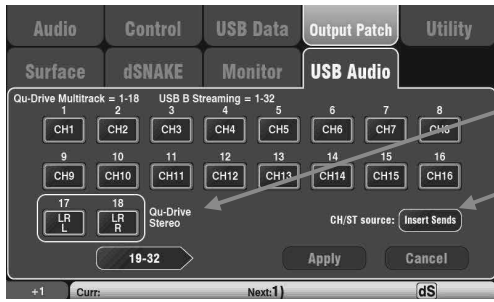 Audio Control USB Data Output Patch Utility
Surface dSNAKE Monitor USB Audio
Qu-Drive Multitrack = 1-18 USB B Streaming = 1-32
1 2 3 4 5 6 7 8
CH1 CH2 CH3 CH4 CH5 CH6 CH7 CH8
9 10 11 12 13 14 15 16
CH9 CH10 CH11 CH12 CH13 CH14 CH15 CH16
17 18
LR LR Qu-Drive
L R Stereo
CH/ST source: Insert Sends
19-32 Apply Cancel
+1 Curr: Next:1) dS